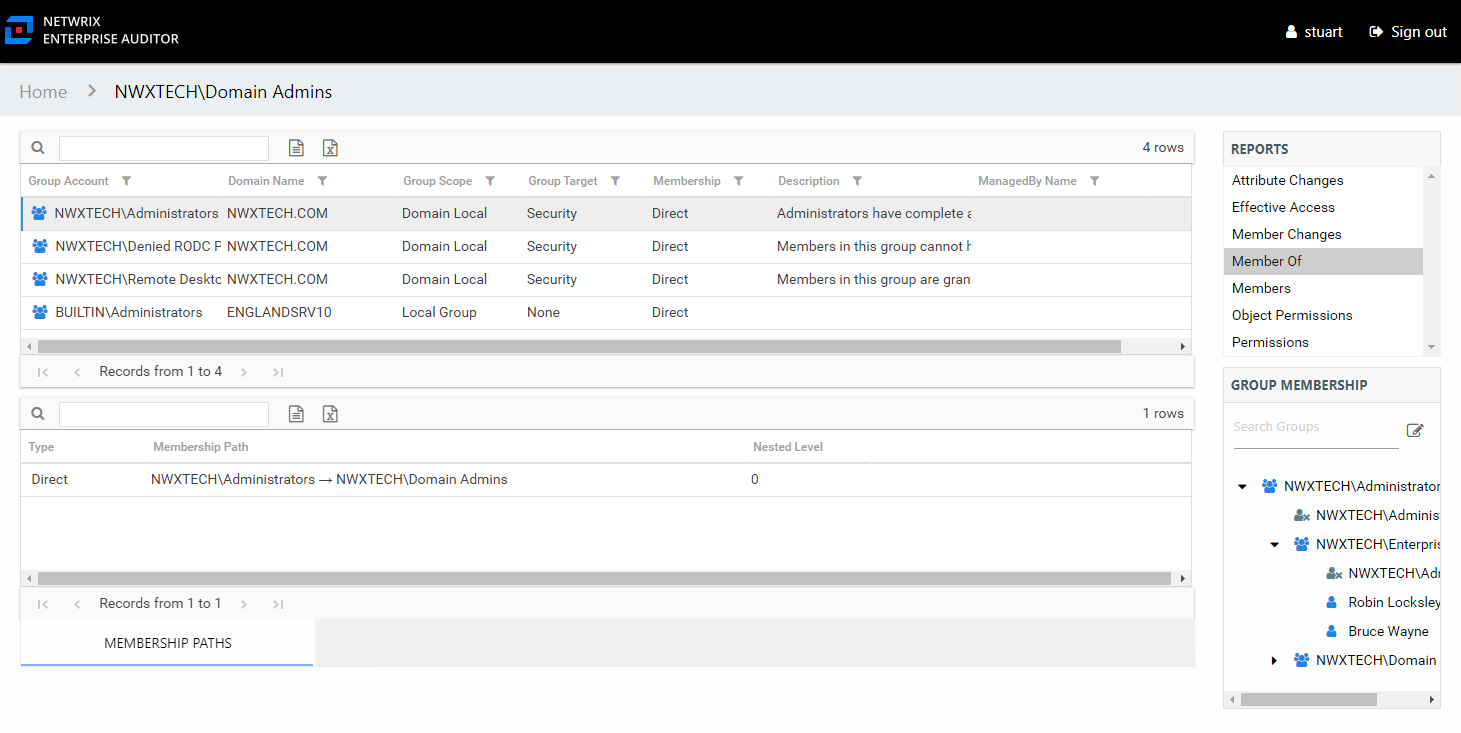 NETWRIX
ENTERPRISE AUDITOR
stuart Sign out
Home > NWXTECH\Domain Admins
4 rows
Group Account Domain Name Group Scope Group Target Membership Description ManagedBy Name
NWXTECH\Administrators NWXTECH.COM Domain Local Security Direct Administrators have complete a
NWXTECH\Denied RODC P NWXTECH.COM Domain Local Security Direct Members in this group cannot h
NWXTECH\Remote Deskto NWXTECH.COM Domain Local Security Direct Members in this group are gran
BUILTIN\Administrators ENGLANDSRV10 Local Group None Direct
Records from 1 to 4
1 rows
Type Membership Path Nested Level
Direct NWXTECH\Administrators → NWXTECH\Domain Admins 0
Records from 1 to 1
MEMBERSHIP PATHS
REPORTS
Attribute Changes
Effective Access
Member Changes
Member Of
Members
Object Permissions
Permissions
GROUP MEMBERSHIP
Search Groups
NWXTECH\Administrator
NWXTECH\Adminis
NWXTECH\Enterpris
NWXTECH\Adm
Robin Locksley
Bruce Wayne
NWXTECH\Domain